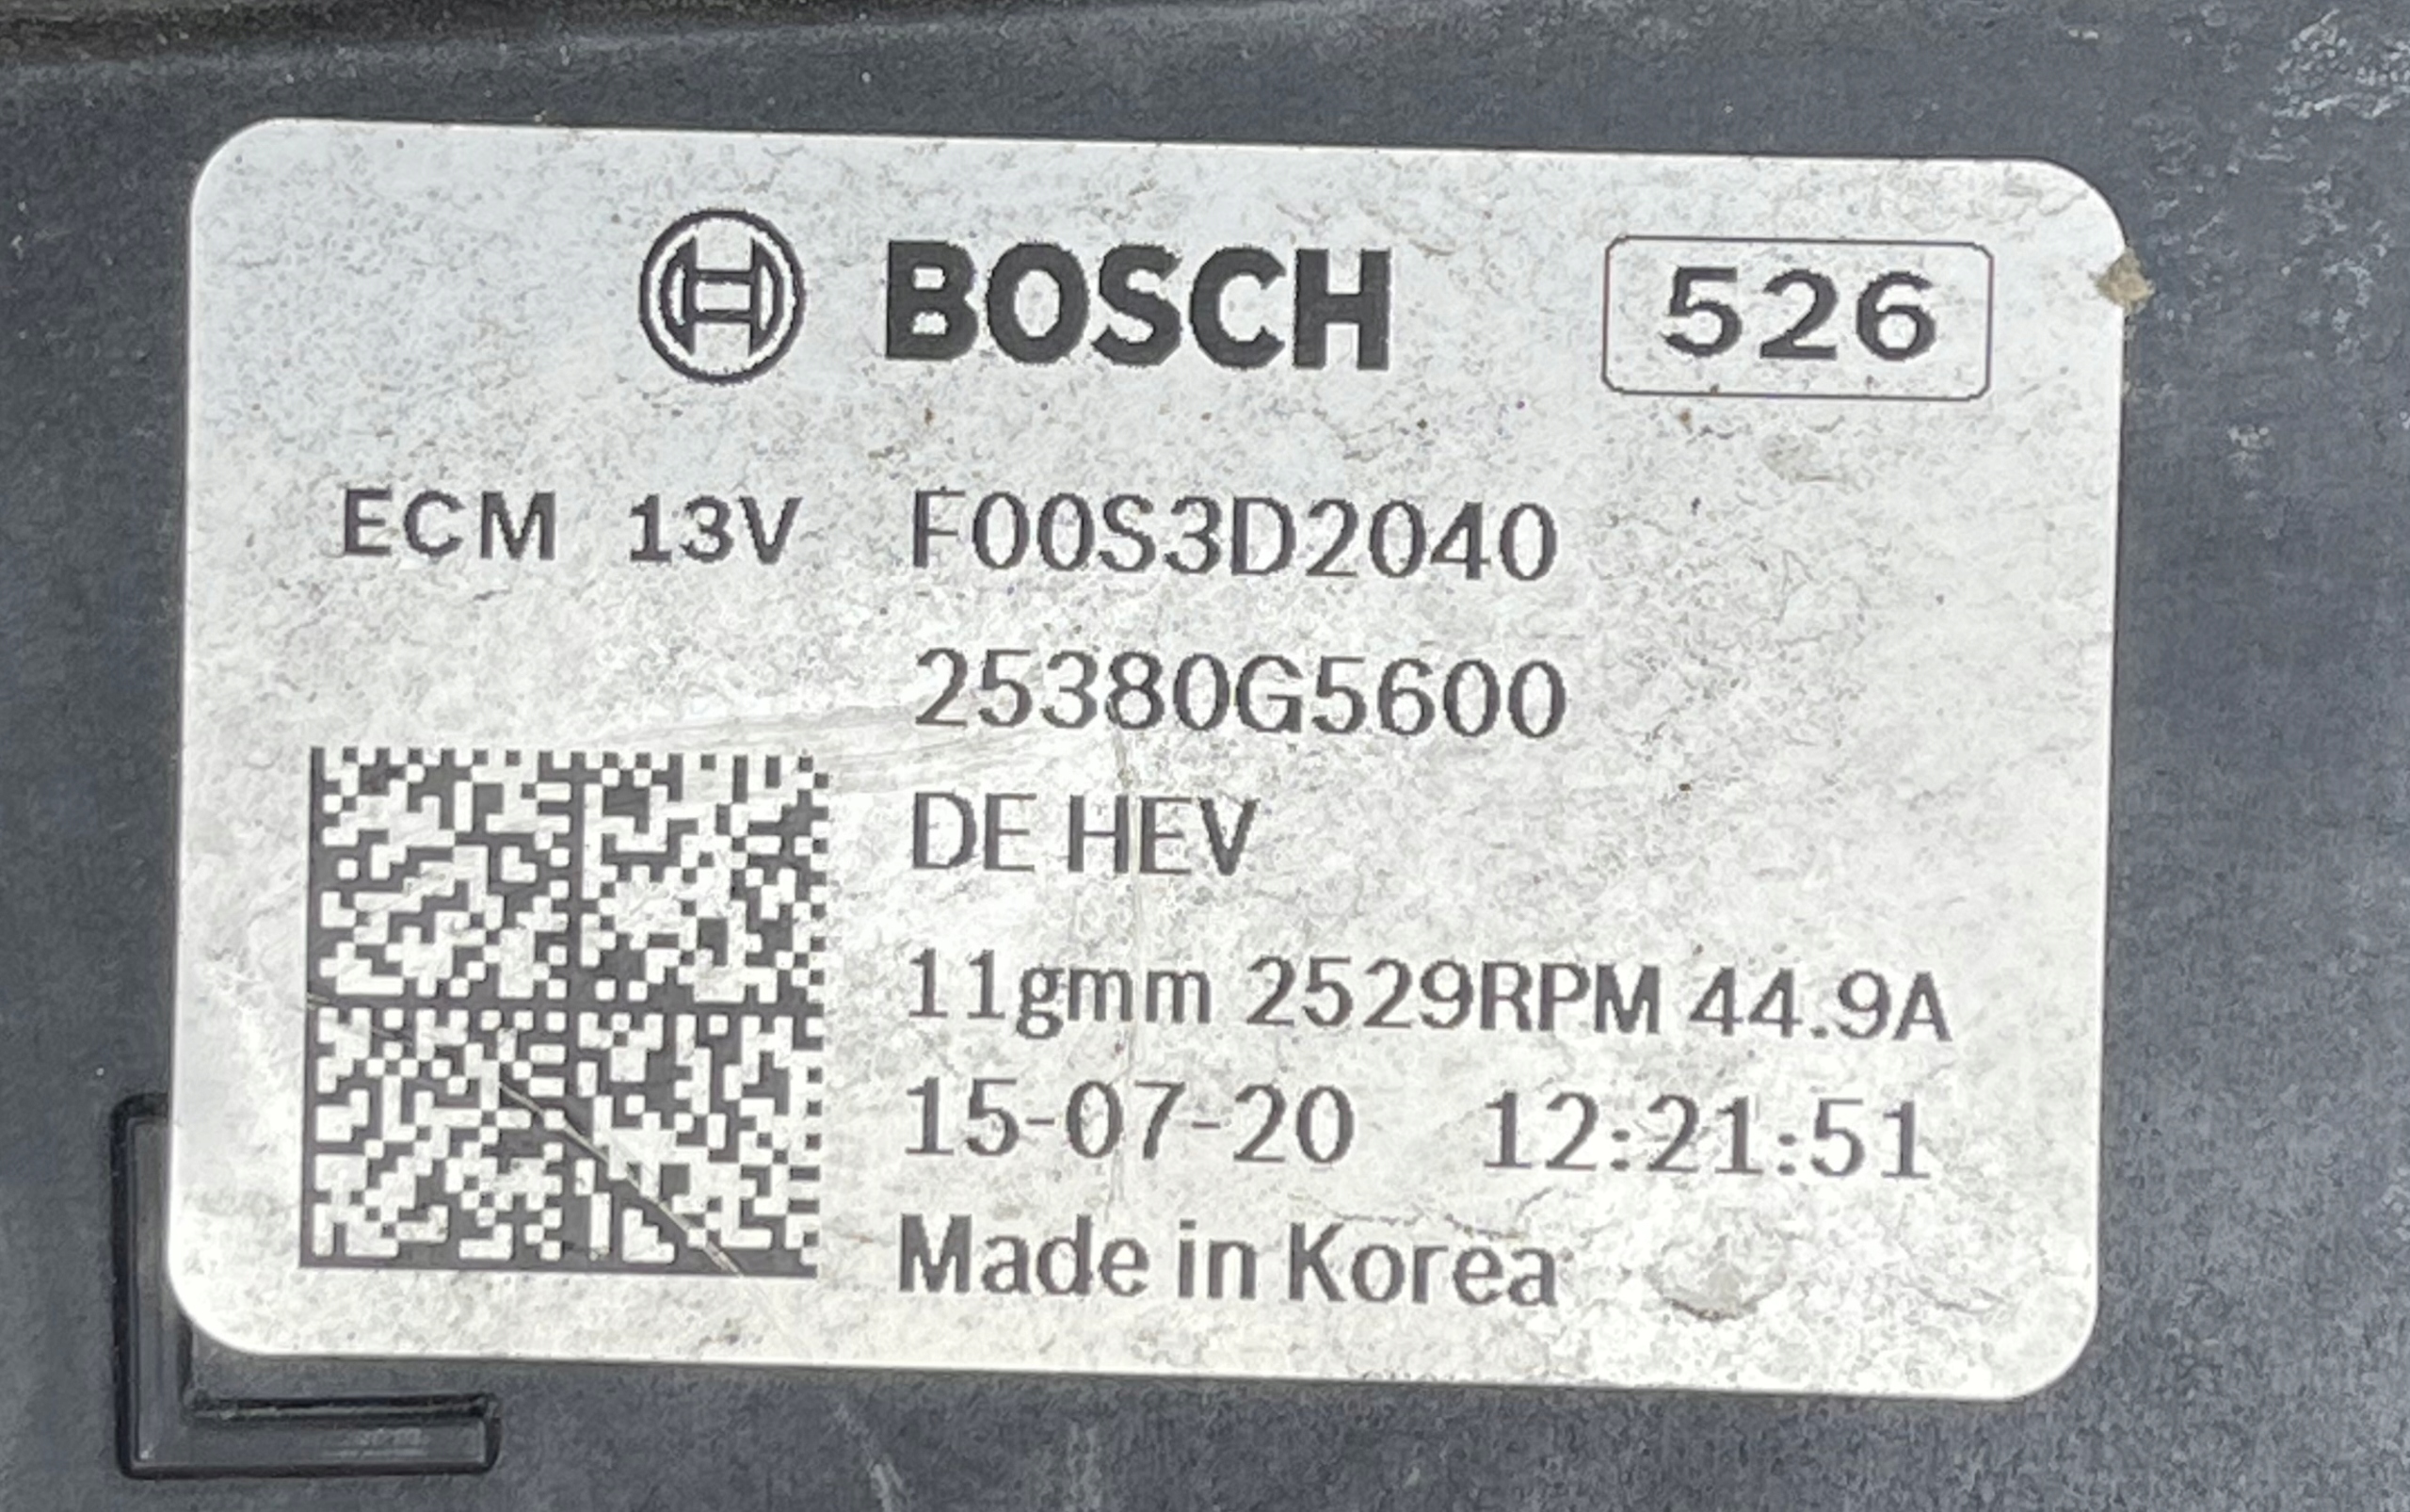 BOSCH 526
ECM 13V F00S3D2040
25380G5600
DE HEV
11gmm 2529RPM 44.9A
15-07-20 12:21:51
Made in Korea